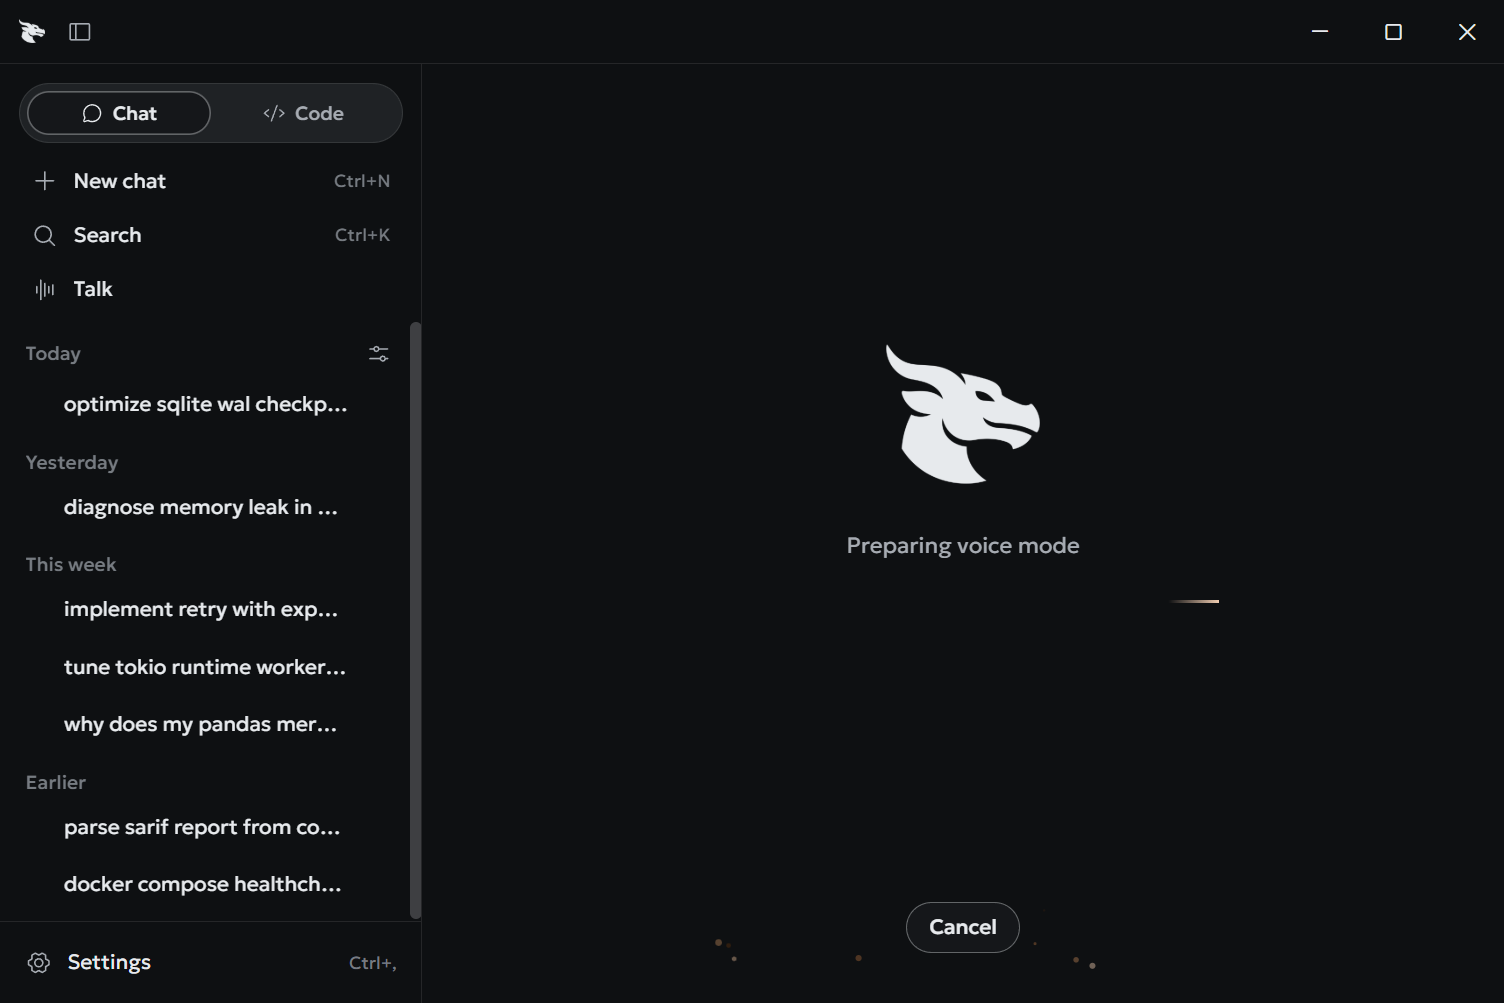 Chat
Code
New chat
Ctrl+N
Search
Ctrl+K
Talk
Today
optimize sqlite wal checkp...
Yesterday
diagnose memory leak in ...
This week
implement retry with exp...
tune tokio runtime worker...
why does my pandas mer...
Earlier
parse sarif report from co...
docker compose healthch...
Settings
Ctrl+,
Preparing voice mode
Cancel